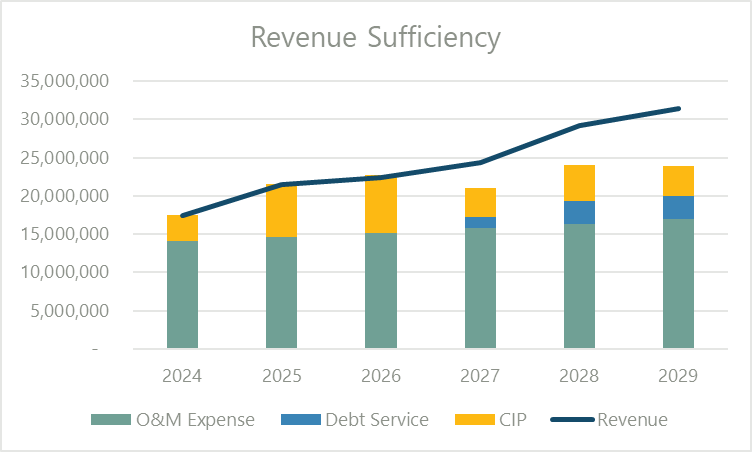 Revenue Sufficiency
35,000,000
30,000,000
25,000,000
20,000,000
15,000,000
10,000,000
5,000,000
-
2024 2025 2026 2027 2028 2029
O&M Expense Debt Service CIP Revenue